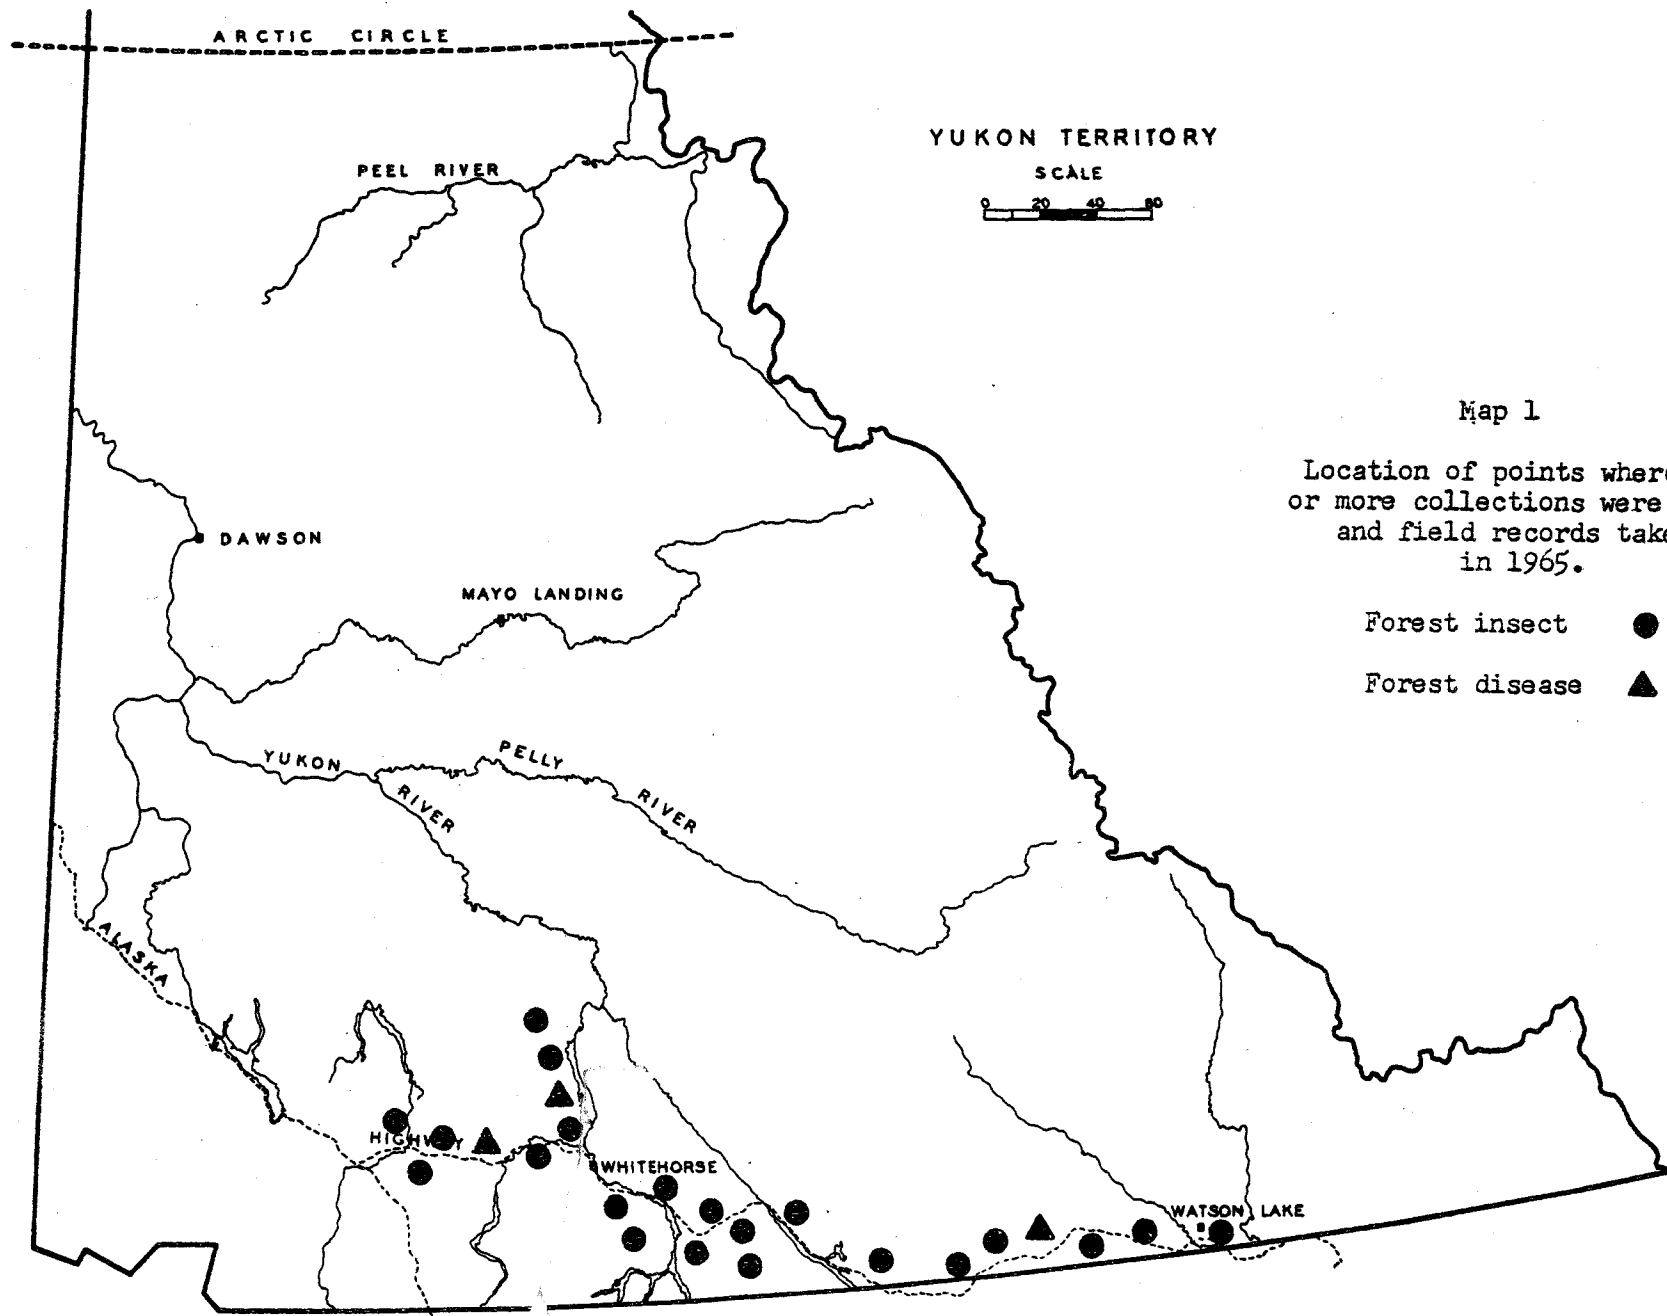 ARCTIC CIRCLE
YUKON TERRITORY
SCALE
0 20 40 80
PEEL RIVER
Map 1
Location of points where
or more collections were
and field records take
in 1965.
Forest insect
Forest disease
DAWSON
MAYO LANDING
YUKON RIVER
PELLY RIVER
ALASKA HIGHWAY
WHITEHORSE
WATSON LAKE